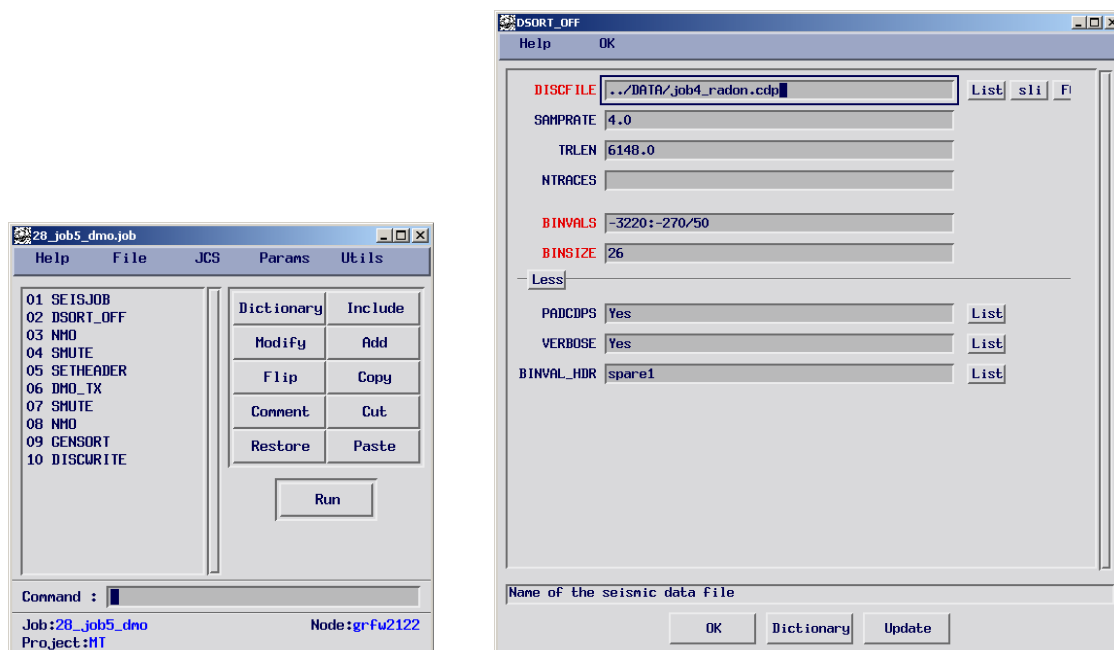 28_job5_dmo.job
Help File JCS Params Utils
01 SEISJOB
02 DSORT_OFF
03 NMO
04 SMUTE
05 SETHEADER
06 DMO_TX
07 SMUTE
08 NMO
09 GENSORT
10 DISCWRITE
Dictionary Include
Modify Add
Flip Copy
Comment Cut
Restore Paste
Run
Command :
Job:28_job5_dmo Node:grfw2122
Project:MT
DSORT_OFF
Help OK
DISCFILE ../DATA/job4_radon.cdp List sli
SAMPRATE 4.0
TRLEN 6148.0
NTRACES
BINVALS -3220:-270/50
BINSIZE 26
Less
PADCDPS Yes List
VERBOSE Yes List
BINVAL_HDR spare1 List
Name of the seismic data file
OK Dictionary Update